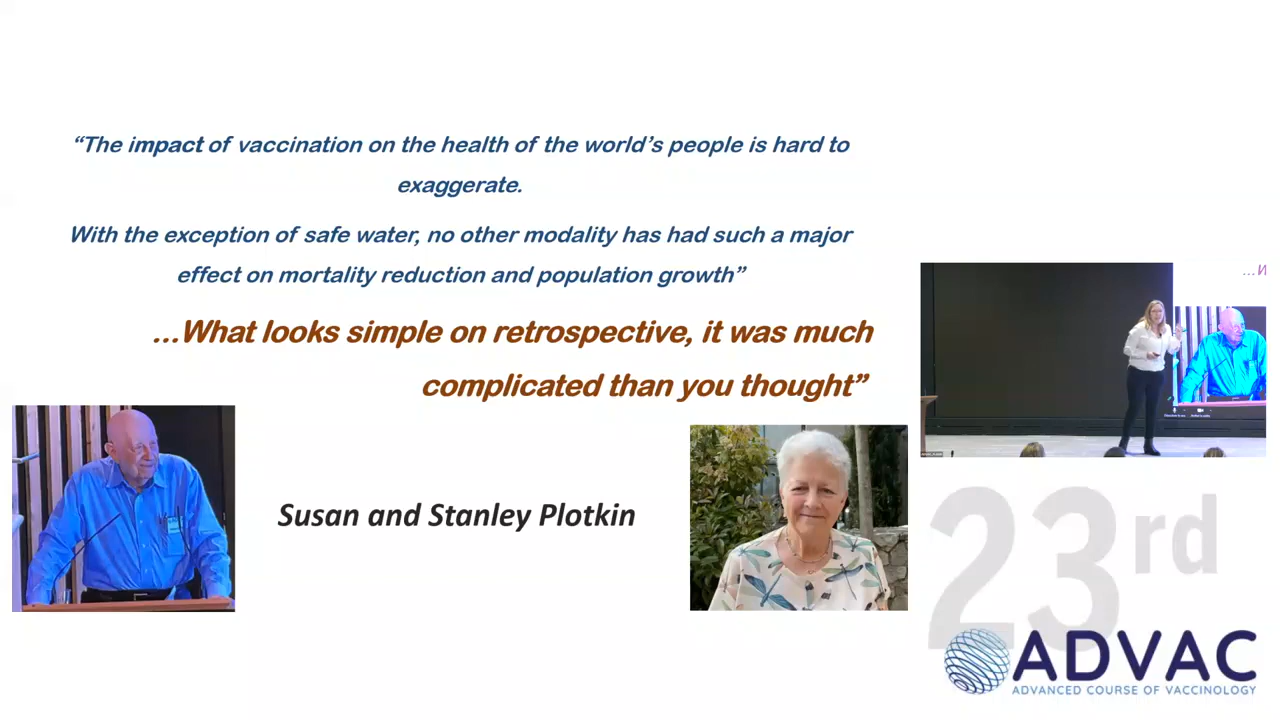 “The impact of vaccination on the health of the world’s people is hard to
exaggerate.
With the exception of safe water, no other modality has had such a major
effect on mortality reduction and population growth”
...What looks simple on retrospective, it was much
complicated than you thought”
...W
Susan and Stanley Plotkin
23rd
ADVAC
ADVANCED COURSE OF VACCINOLOGY